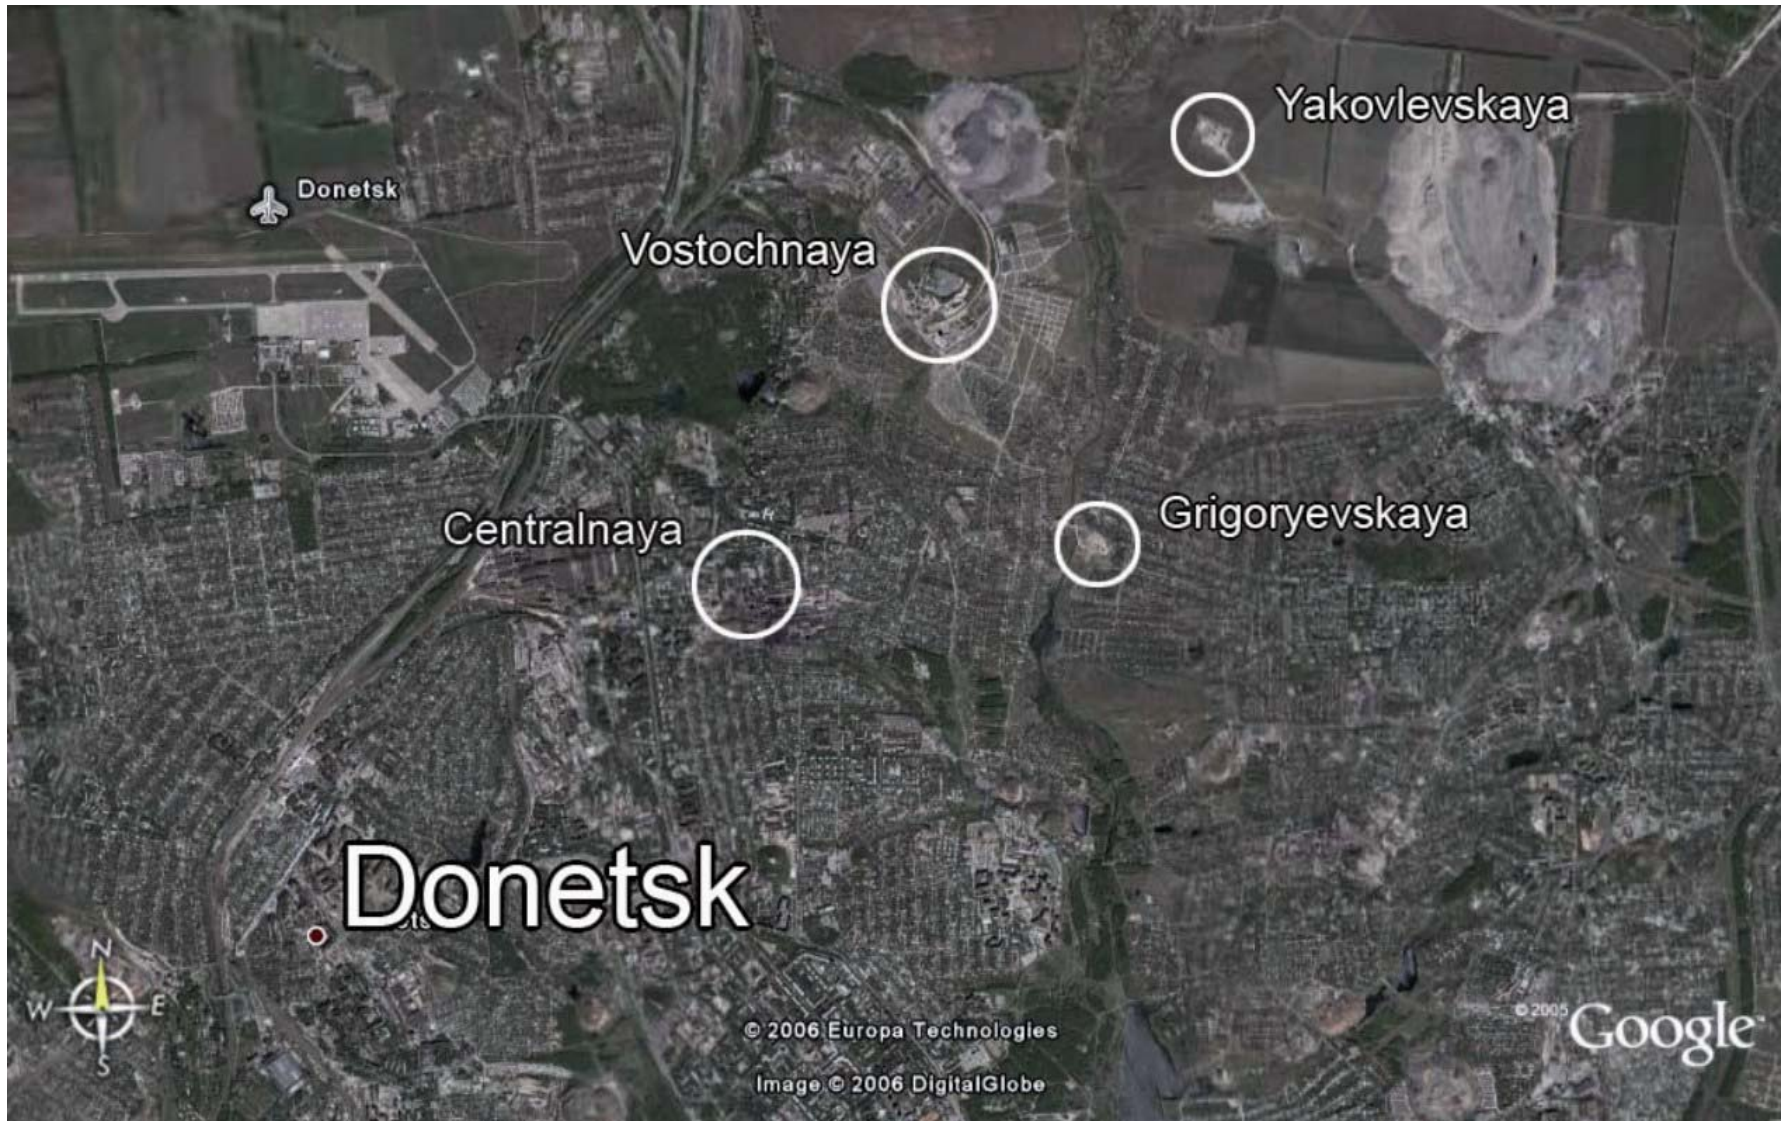 Yakovlevskaya
Donetsk
Vostochnaya
Grigoryevskaya
Centralnaya
Donetsk
N
W E
S
© 2005 Google
© 2006 Europa Technologies
Image © 2006 DigitalGlobe